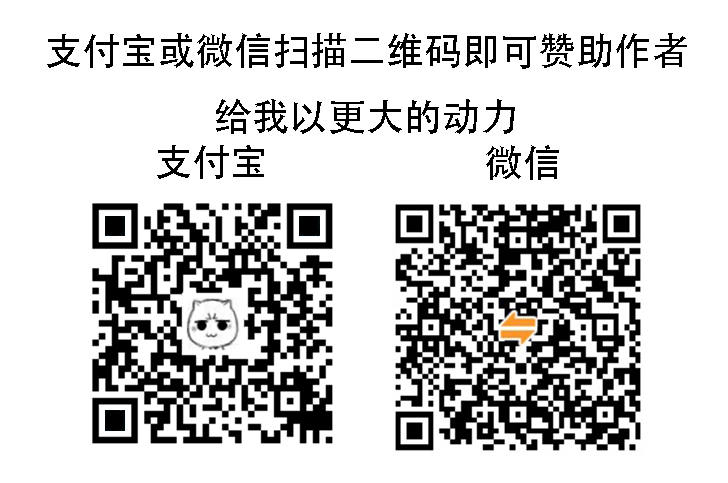 支付宝或微信扫描二维码即可赞助作者
给我以更大的动力
支付宝
微信